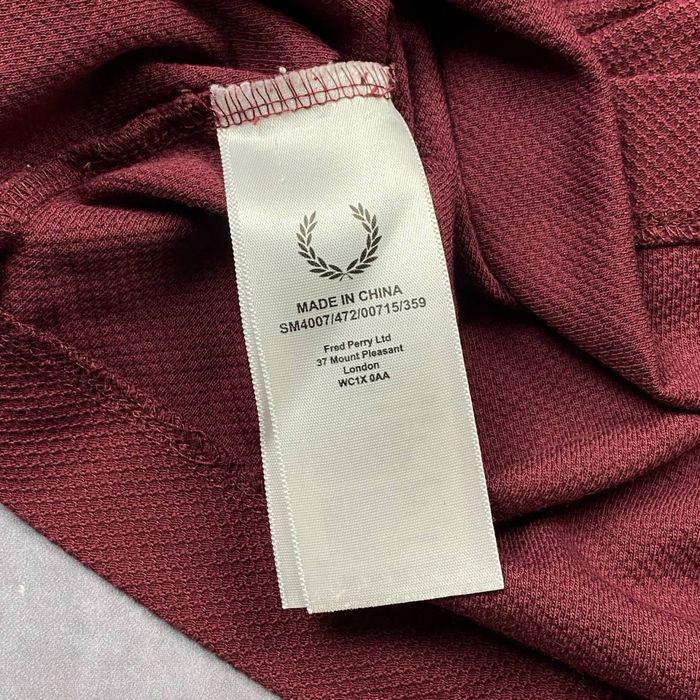 MADE IN CHINA
SM4007/472/00715/359
Fred Perry Ltd
37 Mount Pleasant
London
WC1X 0AA